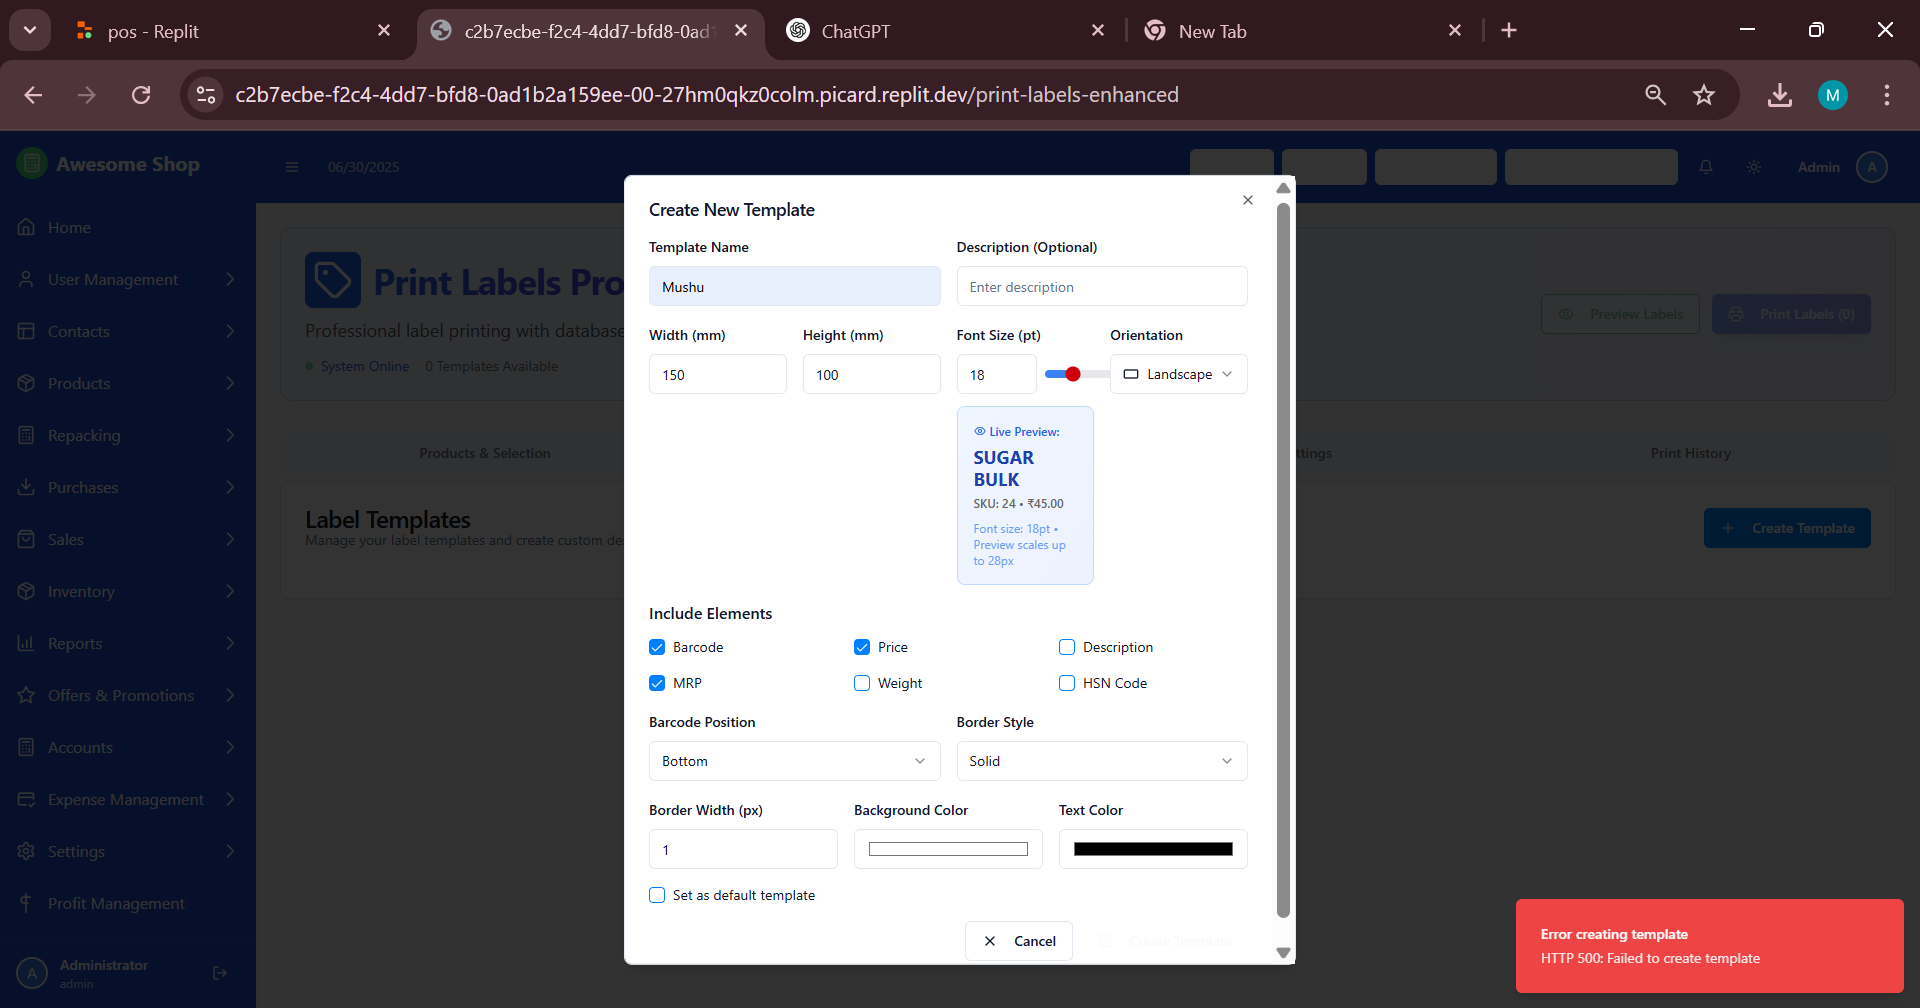 pos - Replit
c2b7ecbe-f2c4-4dd7-bfd8-0ad1
ChatGPT
New Tab
c2b7ecbe-f2c4-4dd7-bfd8-0ad1b2a159ee-00-27hm0qkz0colm.picard.replit.dev/print-labels-enhanced
M
Awesome Shop
06/30/2025
Admin
A
Home
User Management
Contacts
Products
Repacking
Purchases
Sales
Inventory
Reports
Offers & Promotions
Accounts
Expense Management
Settings
Profit Management
A
Administrator
admin
Print Labels Pro
Professional label printing with database
System Online
0 Templates Available
Preview Labels
Print Labels (0)
Products & Selection
ttings
Print History
Label Templates
Manage your label templates and create custom de
Create Template
Create New Template
Template Name
Description (Optional)
Mushu
Enter description
Width (mm)
Height (mm)
Font Size (pt)
Orientation
150
100
18
Landscape
Live Preview:
SUGAR
BULK
SKU: 24 • ₹45.00
Font size: 18pt •
Preview scales up
to 28px
Include Elements
Barcode
Price
Description
MRP
Weight
HSN Code
Barcode Position
Border Style
Bottom
Solid
Border Width (px)
Background Color
Text Color
1
Set as default template
Cancel
Create Template
Error creating template
HTTP 500: Failed to create template